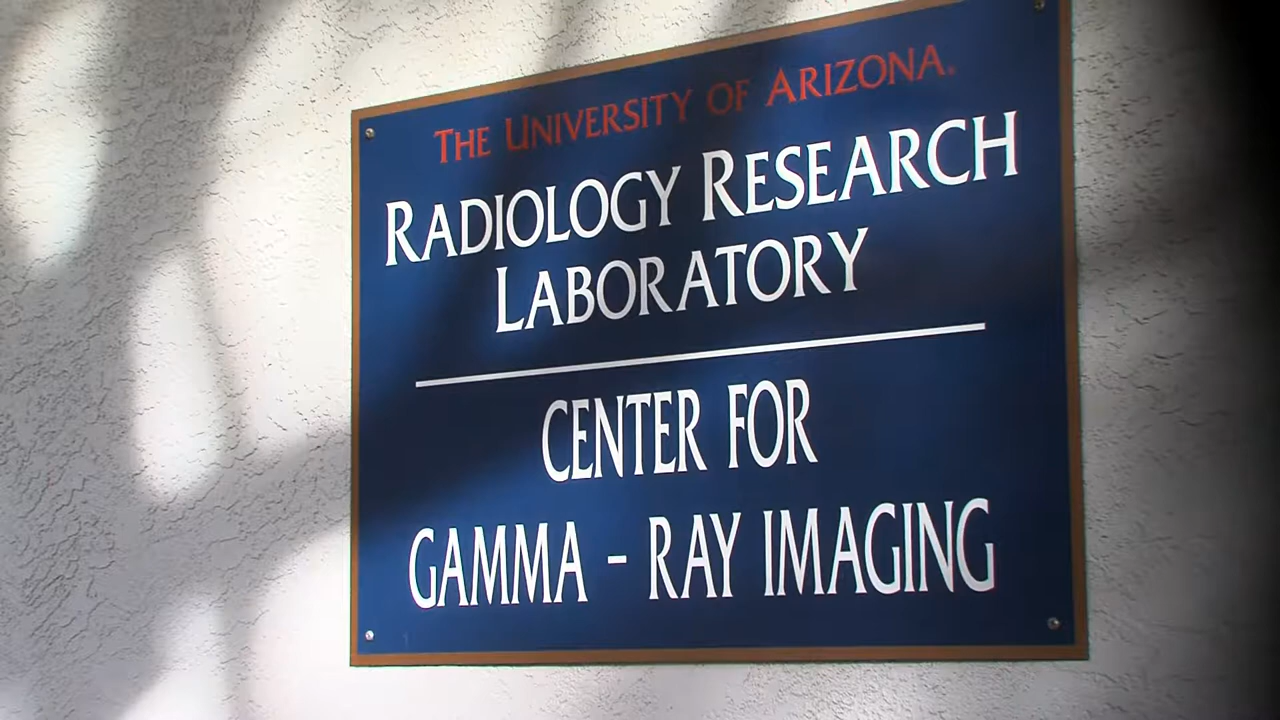 THE UNIVERSITY OF ARIZONA.
RADIOLOGY RESEARCH
LABORATORY
CENTER FOR
GAMMA - RAY IMAGING